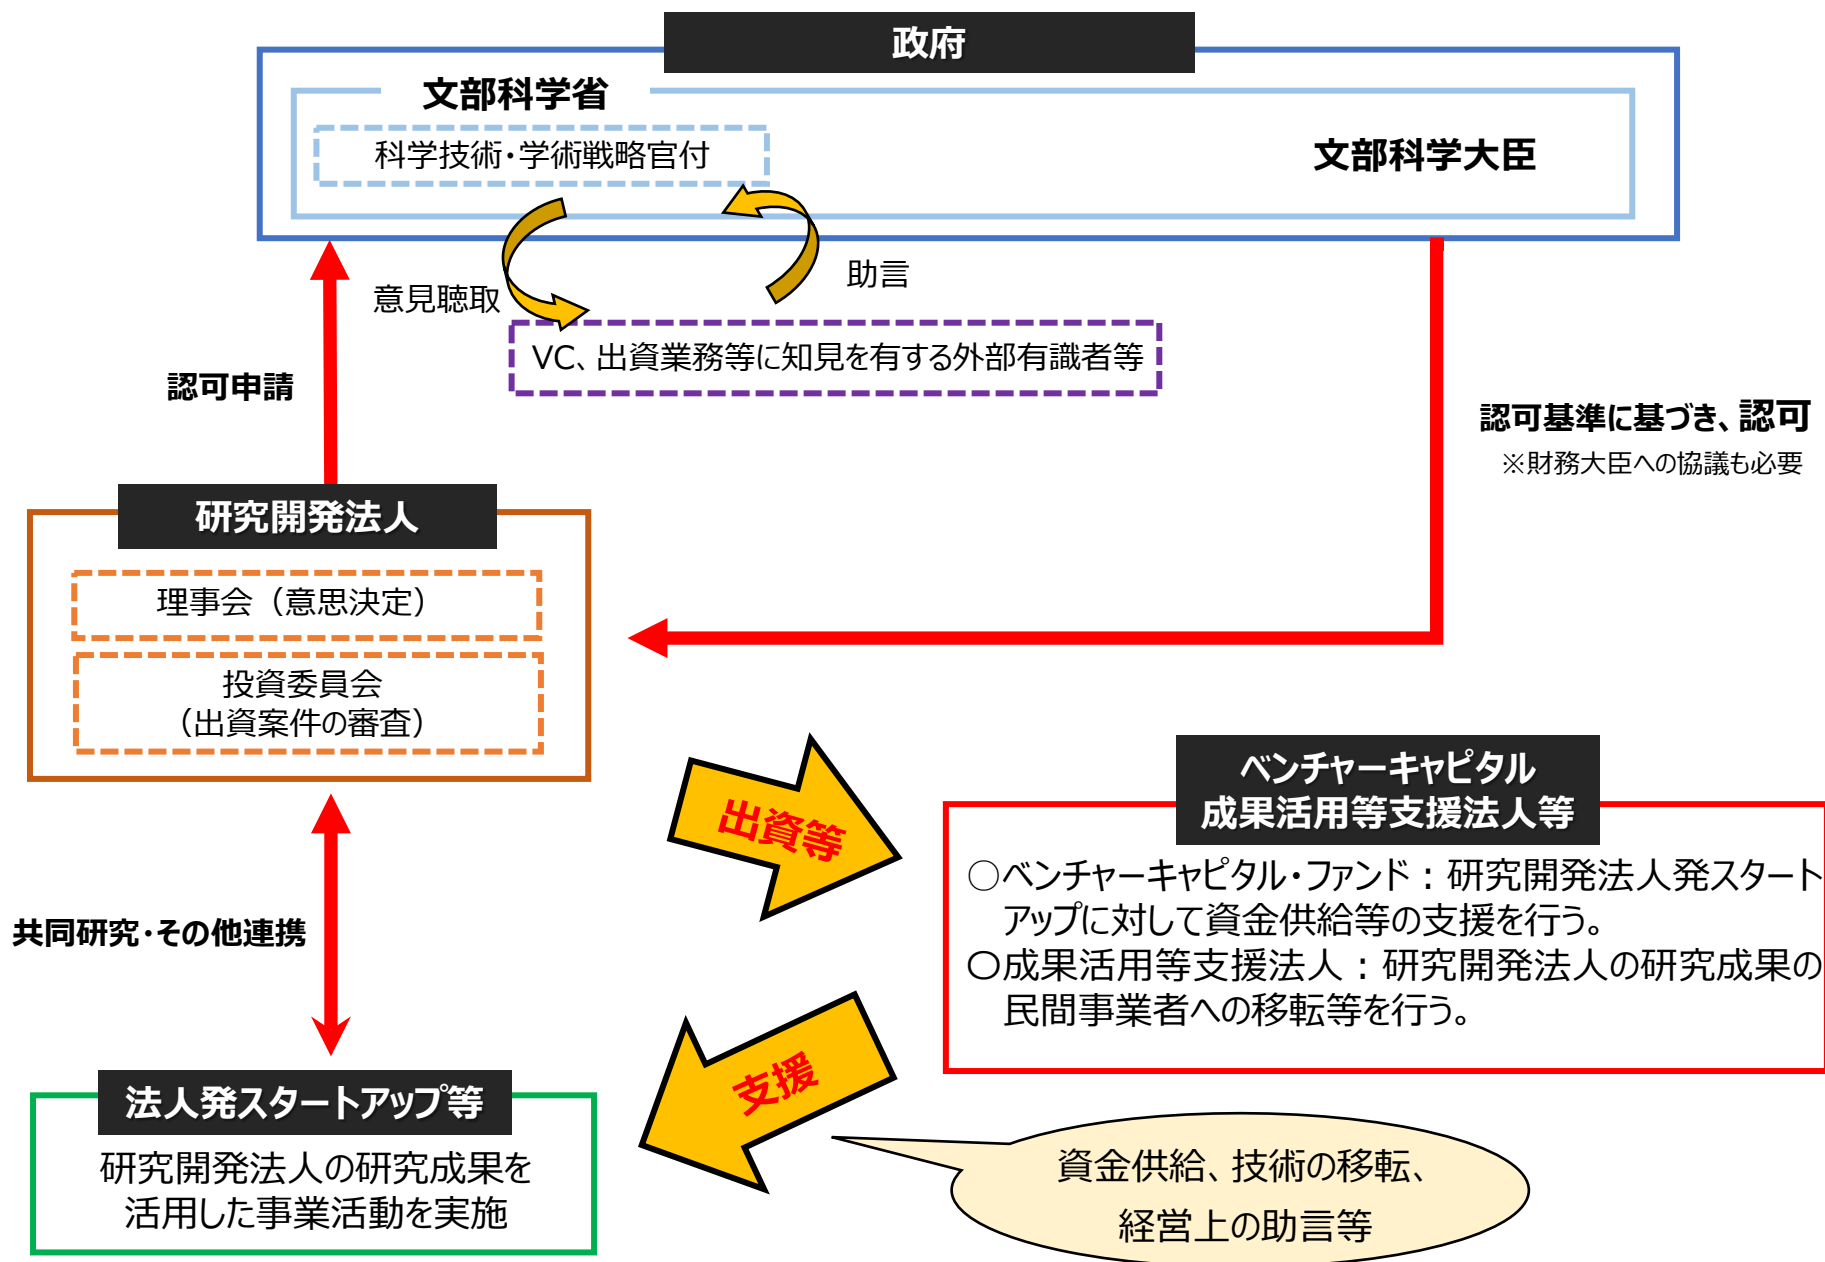 政府
文部科学省
科学技術・学術戦略官付
文部科学大臣
意見聴取
助言
VC、出資業務等に知見を有する外部有識者等
認可申請
認可基準に基づき、認可
※財務大臣への協議も必要
研究開発法人
理事会（意思決定）
投資委員会
（出資案件の審査）
出資等
ベンチャーキャピタル
成果活用等支援法人等
○ベンチャーキャピタル・ファンド：研究開発法人発スタート
アップに対して資金供給等の支援を行う。
〇成果活用等支援法人：研究開発法人の研究成果の
民間事業者への移転等を行う。
共同研究・その他連携
支援
法人発スタートアップ等
研究開発法人の研究成果を
活用した事業活動を実施
資金供給、技術の移転、
経営上の助言等